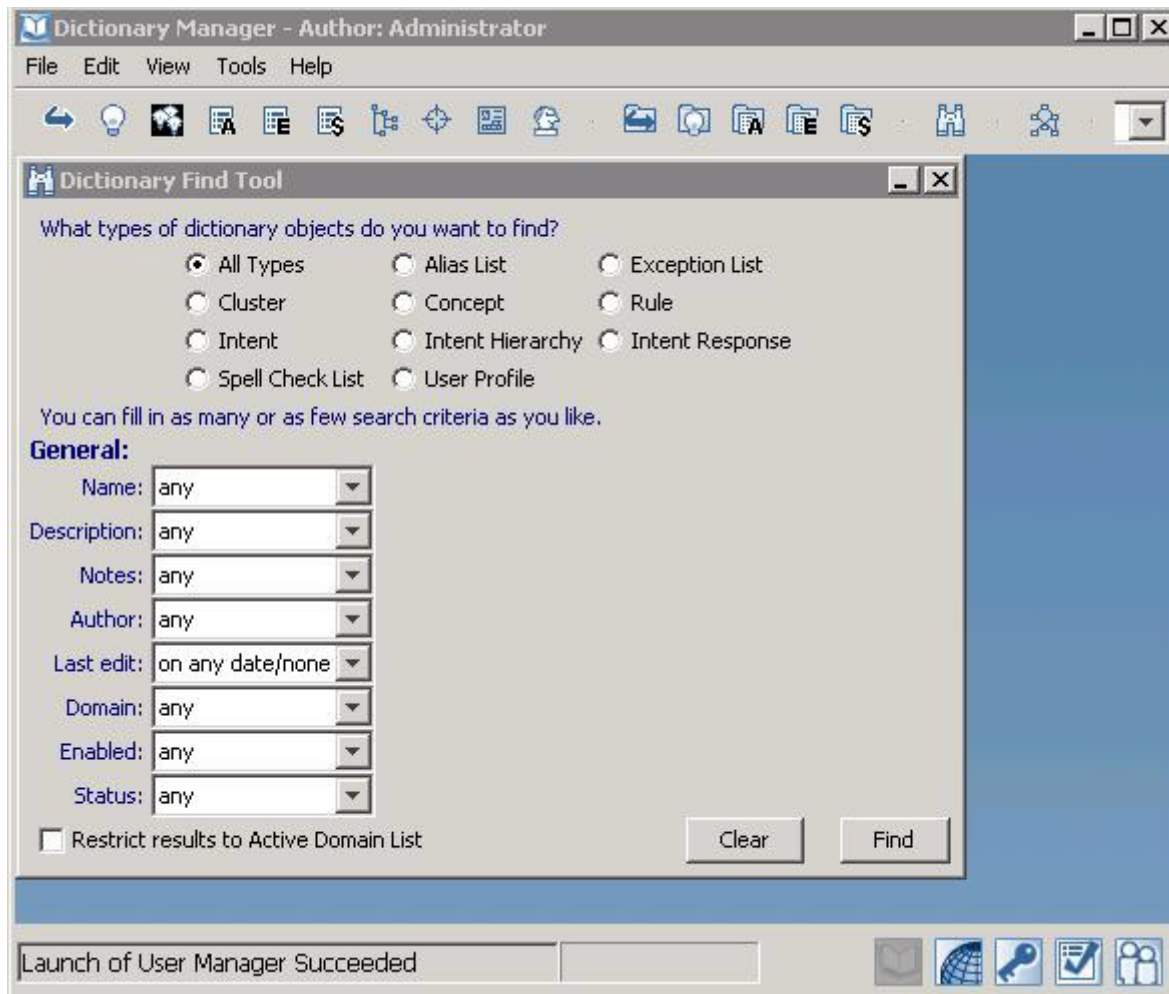 Dictionary Manager - Author: Administrator
File Edit View Tools Help
A E S A E S
Dictionary Find Tool
What types of dictionary objects do you want to find?
All Types Alias List Exception List
Cluster Concept Rule
Intent Intent Hierarchy Intent Response
Spell Check List User Profile
You can fill in as many or as few search criteria as you like.
General:
Name: any
Description: any
Notes: any
Author: any
Last edit: on any date/none
Domain: any
Enabled: any
Status: any
Restrict results to Active Domain List Clear Find
Launch of User Manager Succeeded